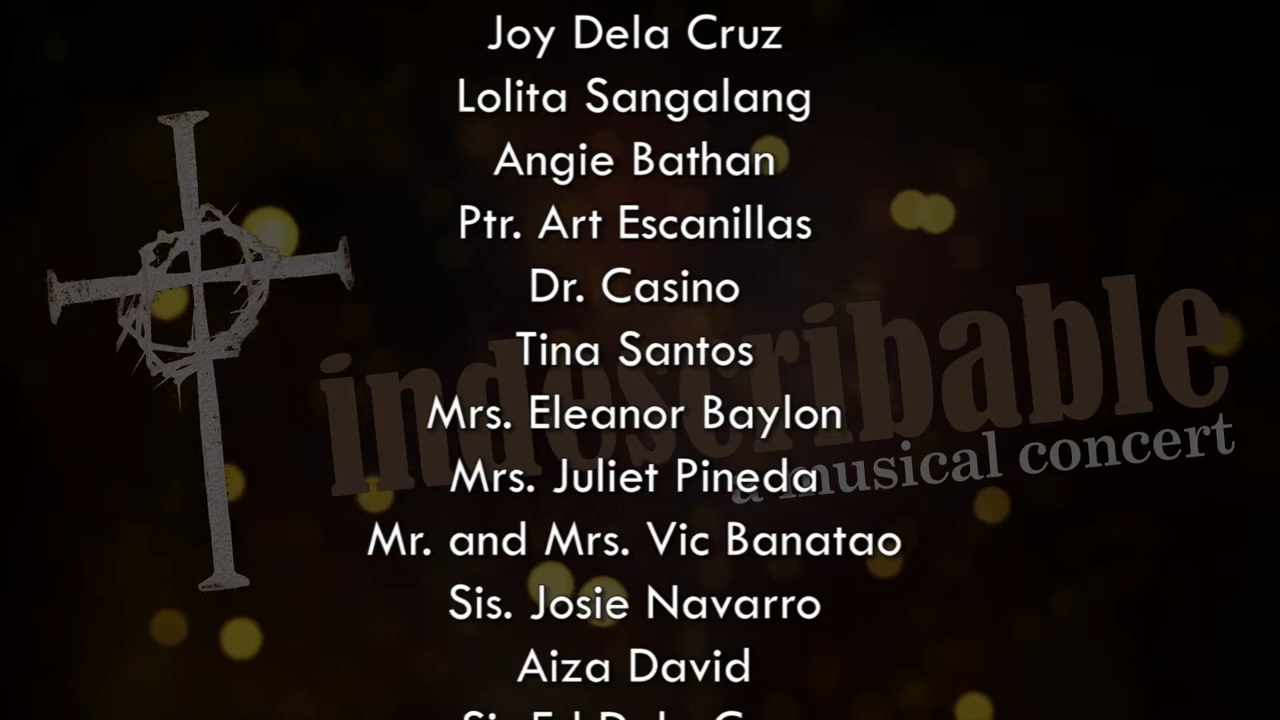 Joy Dela Cruz
Lolita Sangalang
Angie Bathan
Ptr. Art Escanillas
Dr. Casino
Tina Santos
Mrs. Eleanor Baylon
Mrs. Juliet Pineda
Mr. and Mrs. Vic Banatao
Sis. Josie Navarro
Aiza David
indescribable
a musical concert